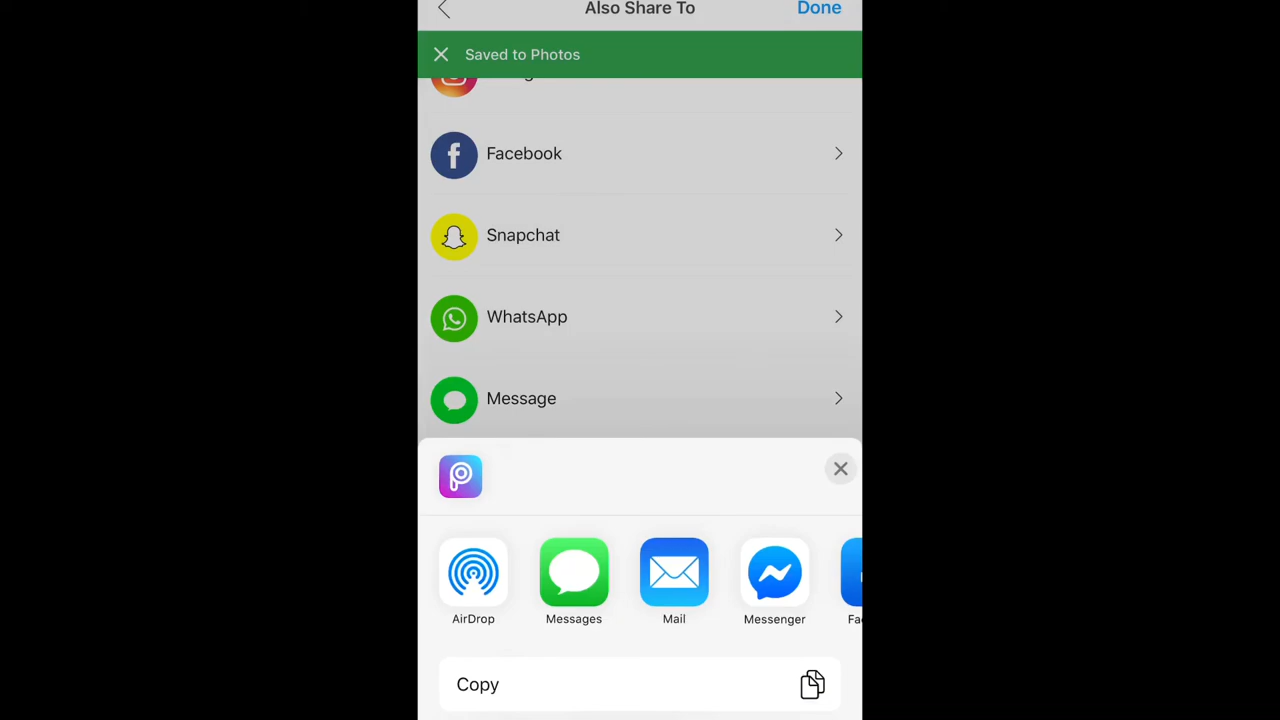 Also Share To
Done
Saved to Photos
Facebook
Snapchat
WhatsApp
Message
AirDrop
Messages
Mail
Messenger
Copy